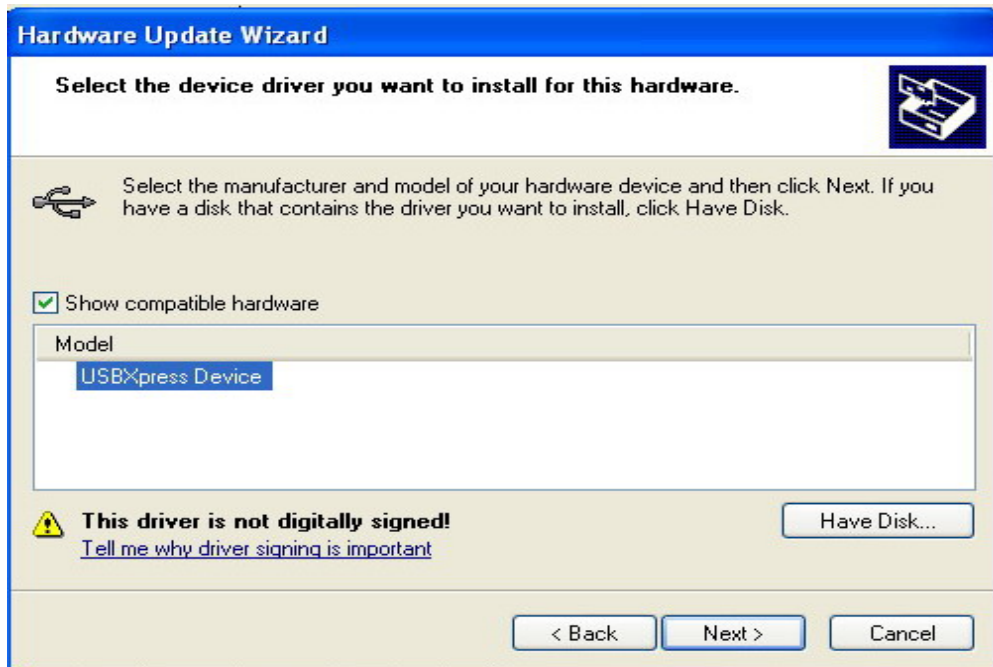 Hardware Update Wizard
Select the device driver you want to install for this hardware.
Select the manufacturer and model of your hardware device and then click Next. If you
have a disk that contains the driver you want to install, click Have Disk.
Show compatible hardware
Model
USBXpress Device
This driver is not digitally signed!
Tell me why driver signing is important
Have Disk...
< Back
Next >
Cancel